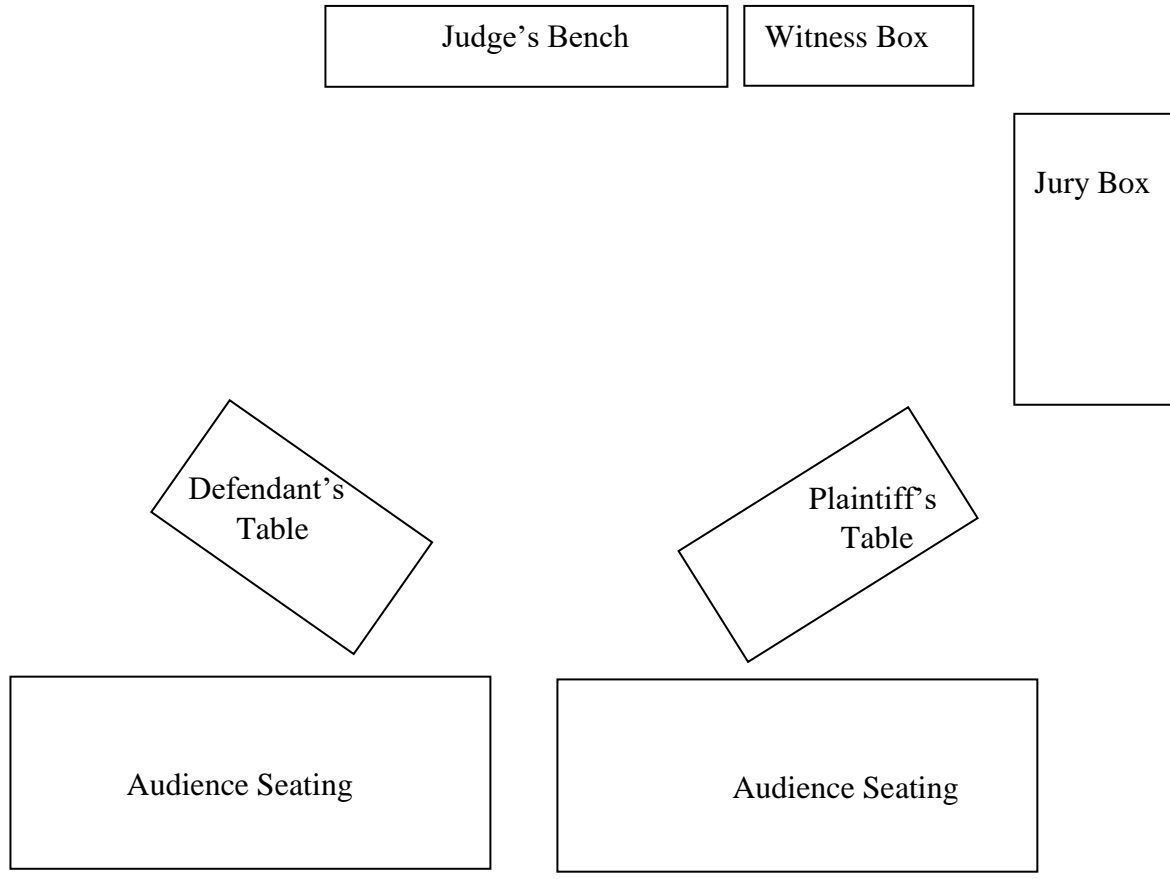 Judge’s Bench
Witness Box
Jury Box
Defendant’s
Table
Plaintiff’s
Table
Audience Seating
Audience Seating